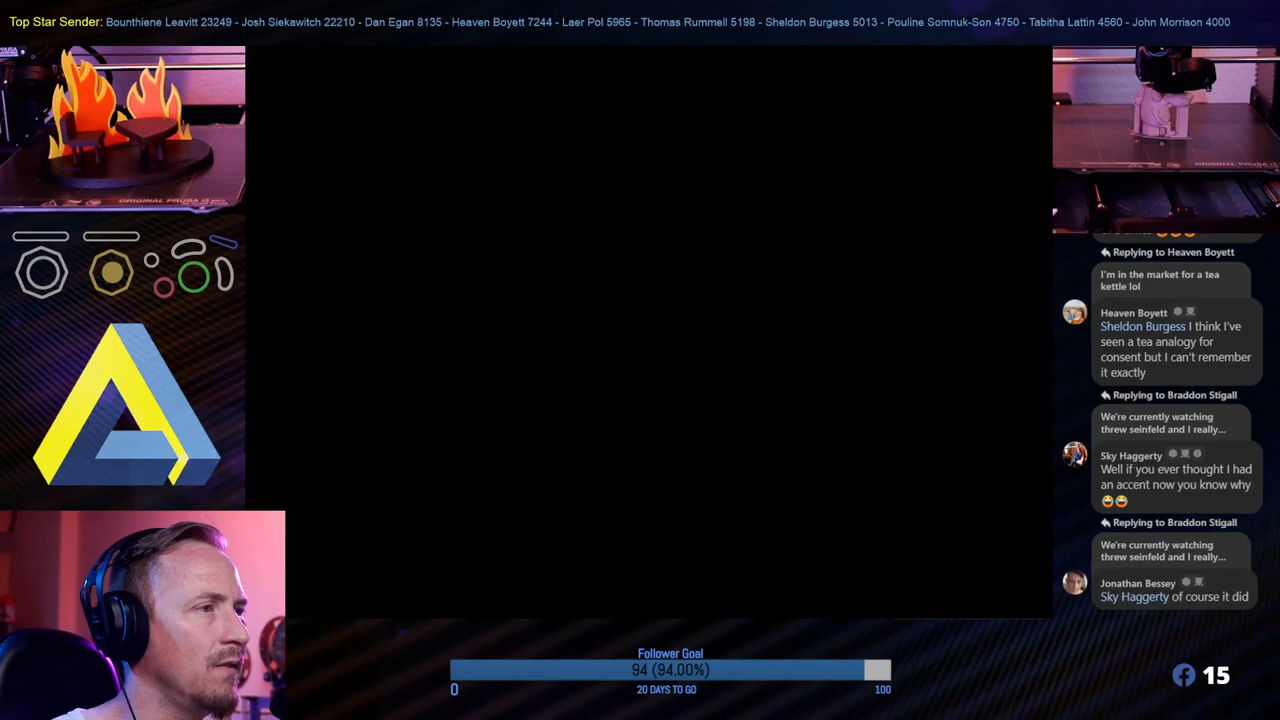 Top Star Sender: Bounthiene Leavitt 23249 - Josh Siekawitch 22210 - Dan Egan 8135 - Heaven Boyett 7244 - Laer Pol 5965 - Thomas Rummell 5198 - Sheldon Burgess 5013 - Pouline Somnuk-Son 4750 - Tabitha Lattin 4560 - John Morrison 4000
ORIGINAL PRUSA
ORIGINAL PRUSA
Replying to Heaven Boyett
I'm in the market for a tea
kettle lol
Heaven Boyett
Sheldon Burgess I think I've
seen a tea analogy for
consent but I can't remember
it exactly
Replying to Braddon Stigall
We're currently watching
threw seinfeld and I really...
Sky Haggerty
Well if you ever thought I had
an accent now you know why
😂😂
Replying to Braddon Stigall
We're currently watching
threw seinfeld and I really...
Jonathan Bessey
Sky Haggerty of course it did
Follower Goal
94 (94.00%)
0
20 DAYS TO GO
100
15